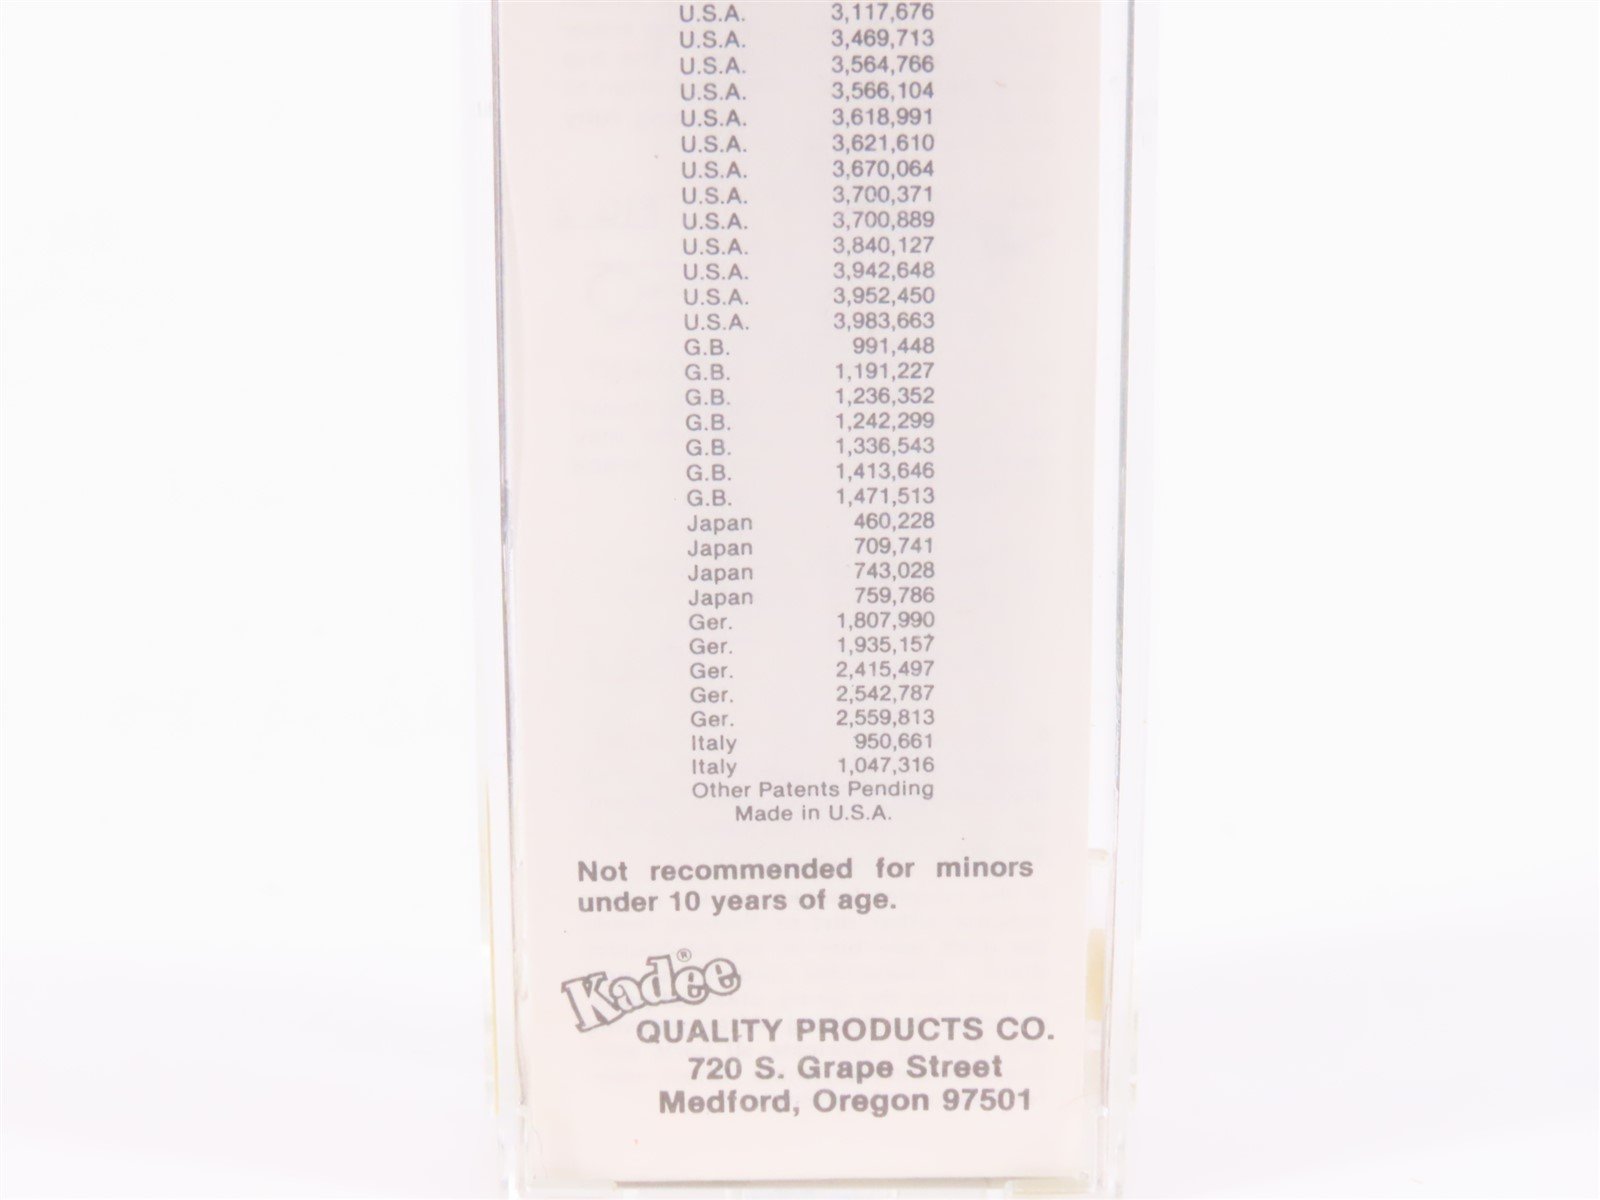 U.S.A. 3,117,676
U.S.A. 3,469,713
U.S.A. 3,564,766
U.S.A. 3,566,104
U.S.A. 3,618,991
U.S.A. 3,621,610
U.S.A. 3,670,064
U.S.A. 3,700,371
U.S.A. 3,700,889
U.S.A. 3,840,127
U.S.A. 3,942,648
U.S.A. 3,952,450
U.S.A. 3,983,663
G.B. 991,448
G.B. 1,191,227
G.B. 1,236,352
G.B. 1,242,299
G.B. 1,336,543
G.B. 1,413,646
G.B. 1,471,513
Japan 460,228
Japan 709,741
Japan 743,028
Japan 759,786
Ger. 1,807,990
Ger. 1,935,157
Ger. 2,415,497
Ger. 2,542,787
Ger. 2,559,813
Italy 950,661
Italy 1,047,316
Other Patents Pending
Made in U.S.A.
Not recommended for minors
under 10 years of age.
Kadee®
QUALITY PRODUCTS CO.
720 S. Grape Street
Medford, Oregon 97501